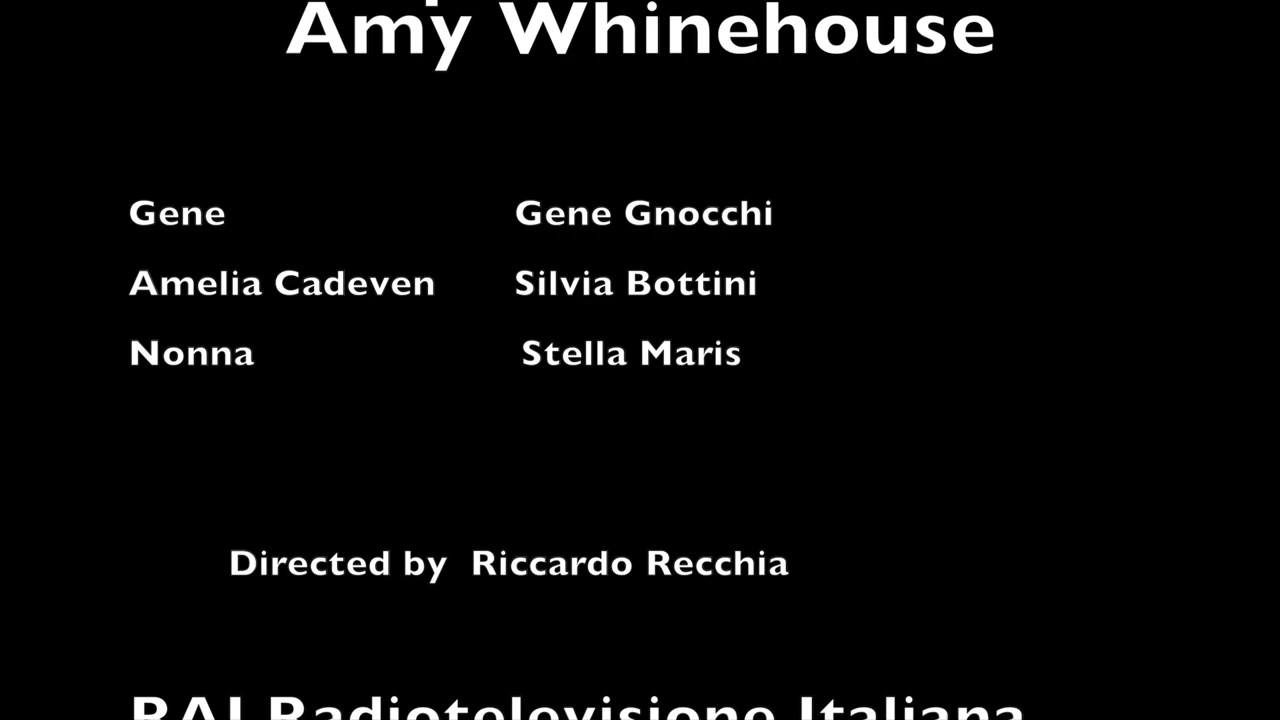 Amy Whinehouse
Gene Gene Gnocchi
Amelia Cadeven Silvia Bottini
Nonna Stella Maris
Directed by Riccardo Recchia
RAI Radiotelevisione Italiana